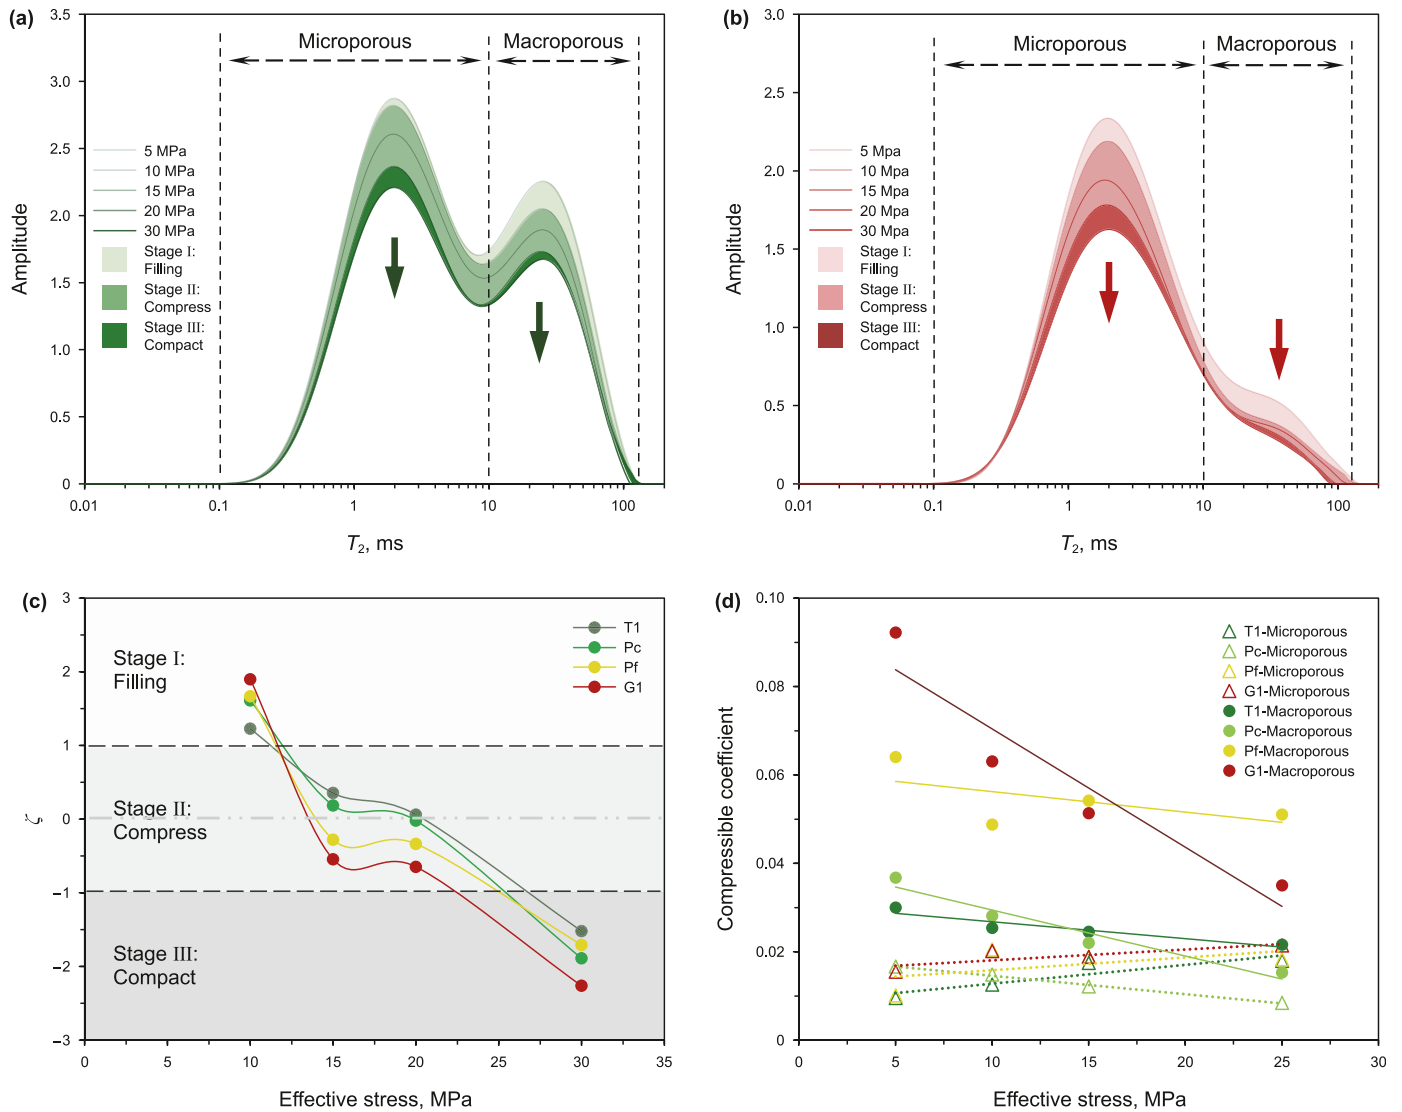 (a)
3.5
3.0
2.5
2.0
1.5
1.0
0.5
0
Amplitude
Microporous
Macroporous
5 MPa
10 MPa
15 MPa
20 MPa
30 MPa
Stage I:
Filling
Stage II:
Compress
Stage III:
Compact
0.01
0.1
1
10
100
T2, ms
(b)
3.0
2.5
2.0
1.5
1.0
0.5
0
Amplitude
Microporous
Macroporous
5 Mpa
10 Mpa
15 Mpa
20 Mpa
30 Mpa
Stage I:
Filling
Stage II:
Compress
Stage III:
Compact
0.01
0.1
1
10
100
T2, ms
(c)
3
2
1
0
−1
−2
−3
ζ
Stage I:
Filling
Stage II:
Compress
Stage III:
Compact
T1
Pc
Pf
G1
0
5
10
15
20
25
30
35
Effective stress, MPa
(d)
0.10
0.08
0.06
0.04
0.02
0
Compressible coefficient
T1-Microporous
Pc-Microporous
Pf-Microporous
G1-Microporous
T1-Macroporous
Pc-Macroporous
Pf-Macroporous
G1-Macroporous
0
5
10
15
20
25
30
Effective stress, MPa